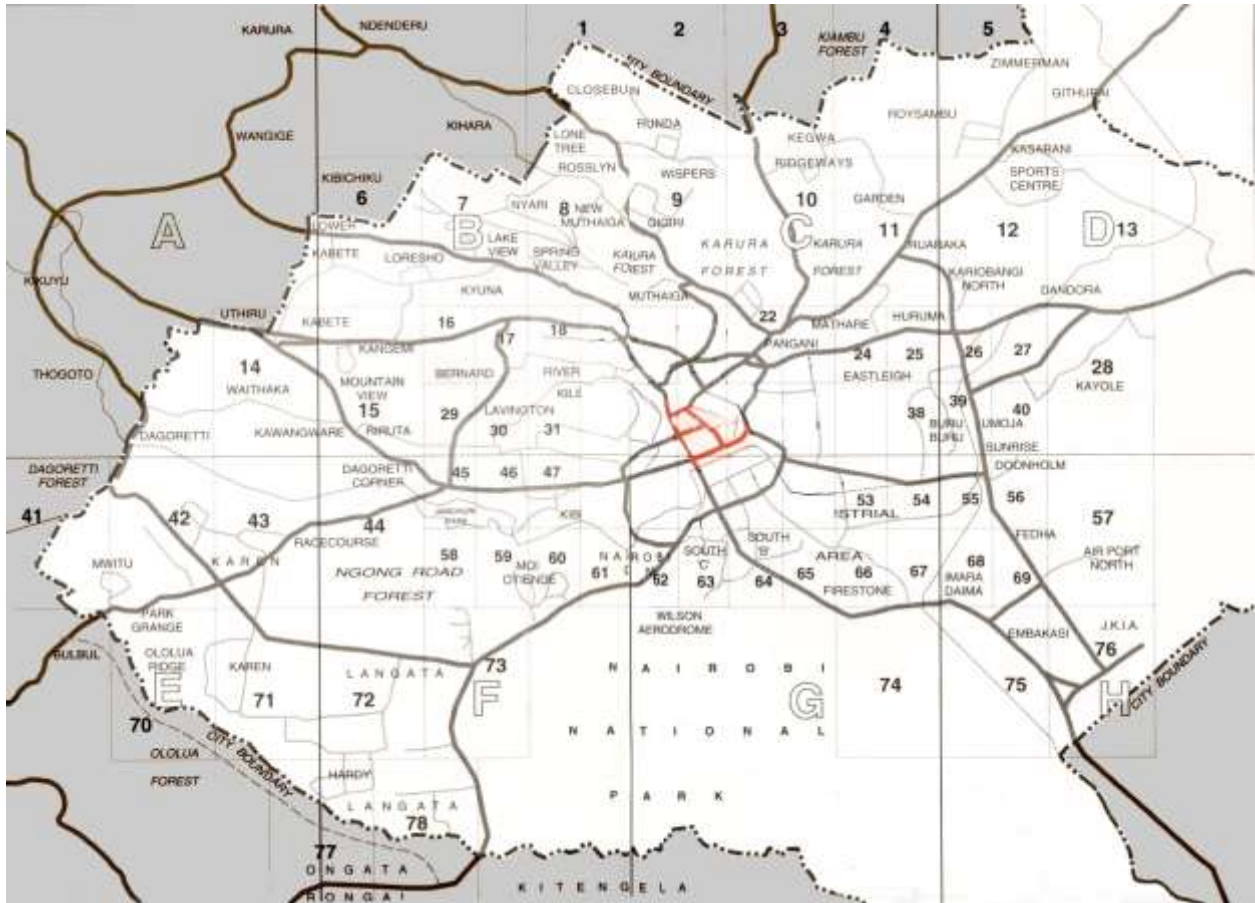 KARURA
NDENDERU
1
2
3
KIAMBU
FOREST
4
5
ZIMMERMAN
CITY BOUNDARY
GITHURAI
ROYSAMBU
WANGIGE
KIHARA
RUNDA
LONE
TREE
KEGWA
KASARANI
ROSSLYN
RIDGEWAYS
WISPERS
SPORTS
CENTRE
KIBICHIKU
6
7
8
9
10
GARDEN
11
12
13
NYARI
NEW
MUTHAIGA
GIGIRI
A
B
C
D
LOWER
KABETE
LAKE
VIEW
SPRING
VALLEY
LORESHO
FOREST
KARURA
FOREST
KARURA
FOREST
RUARAKA
KARIOBANGI
NORTH
KIKUYU
KYUNA
MUTHAIGA
DANDORA
UTHIRU
KABETE
16
17
18
22
MATHARE
HURUMA
PANGANI
KANGEMI
24
25
26
27
28
THOGOTO
14
WAITHAKA
MOUNTAIN
VIEW
BERNARD
RIVER
EASTLEIGH
KAYOLE
15
29
LAVINGTON
KILE
38
39
40
RIRUTA
30
31
BURU
BURU
UMOJA
DAGORETTI
KAWANGWARE
SUNRISE
DAGORETTI
FOREST
DAGORETTI
CORNER
45
46
47
DOONHOLM
41
42
43
44
53
54
55
56
57
KIBI
RACECOURSE
FEDHA
SOUTH
'B'
SOUTH
'C'
AREA
AIR PORT
NORTH
MWITU
KAREN
58
59
60
61
62
63
64
65
66
67
68
69
MOI
NGONG ROAD
FOREST
FIRESTONE
IMARA
DAIMA
PARK
GRANGE
WILSON
AERODROME
EMBAKASI
J.K.I.A.
76
BULBUL
OLOLUA
RIDGE
KAREN
LANGATA
73
NAIROBI
E
F
G
H
70
71
72
74
75
CITY BOUNDARY
NATIONAL
CITY BOUNDARY
OLOLUA
FOREST
HARDY
PARK
LANGATA
78
77
ONGATA
RONGAI
KITENGELA